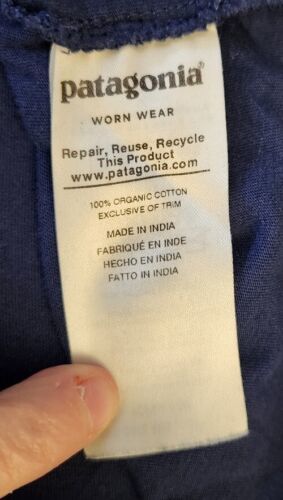 patagonia®
WORN WEAR
Repair, Reuse, Recycle
This Product
www.patagonia.com
100% ORGANIC COTTON
EXCLUSIVE OF TRIM
MADE IN INDIA
FABRIQUÉ EN INDE
HECHO EN INDIA
FATTO IN INDIA